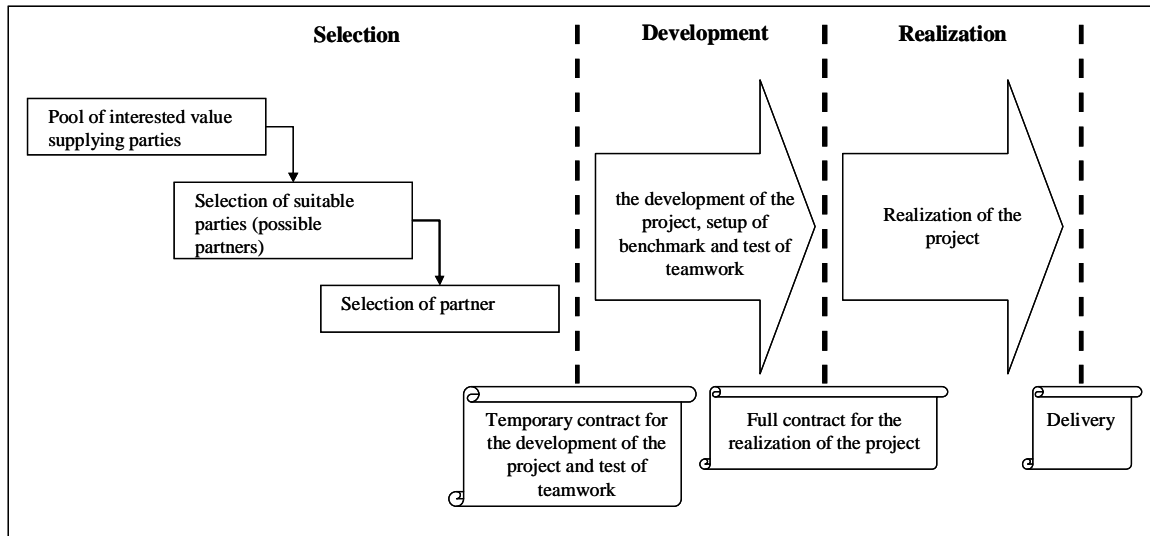 Selection
Development
Realization
Pool of interested value
supplying parties
Selection of suitable
parties (possible
partners)
Selection of partner
the development of the
project, setup of
benchmark and test of
teamwork
Realization of the
project
Temporary contract for
the development of the
project and test of
teamwork
Full contract for the
realization of the project
Delivery